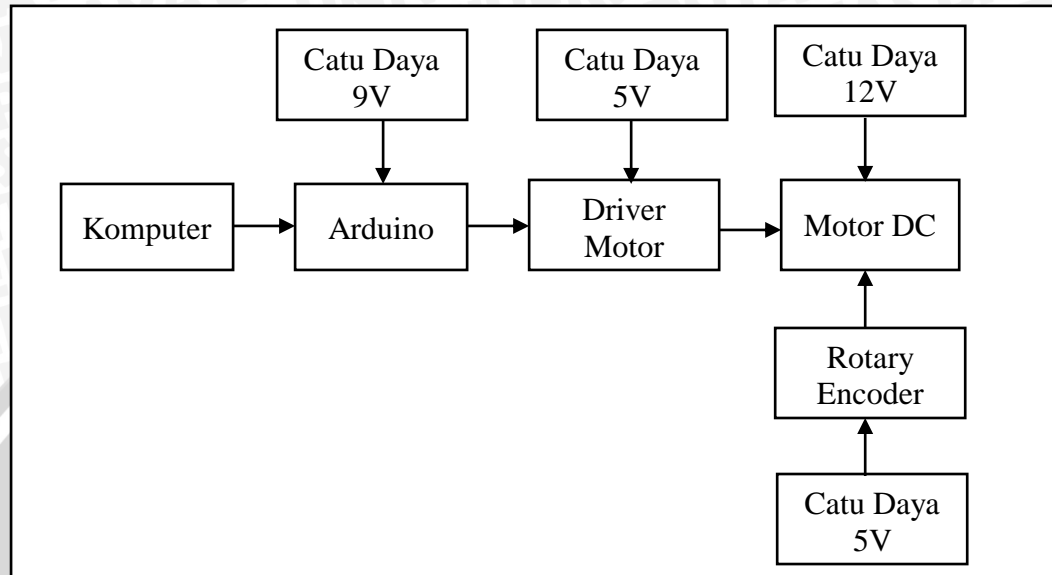 Catu Daya
9V
Catu Daya
5V
Catu Daya
12V
Komputer
Arduino
Driver
Motor
Motor DC
Rotary
Encoder
Catu Daya
5V